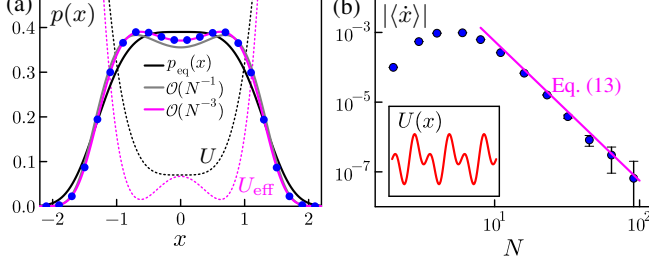 (a)
p(x)
0.4
0.3
0.2
0.1
0.0
p_eq(x)
O(N^{-1})
O(N^{-3})
U
U_eff
−2 −1 0 1 2
x
(b)
|⟨ẋ⟩|
10^{-3}
10^{-5}
10^{-7}
Eq. (13)
U(x)
10^1 10^2
N